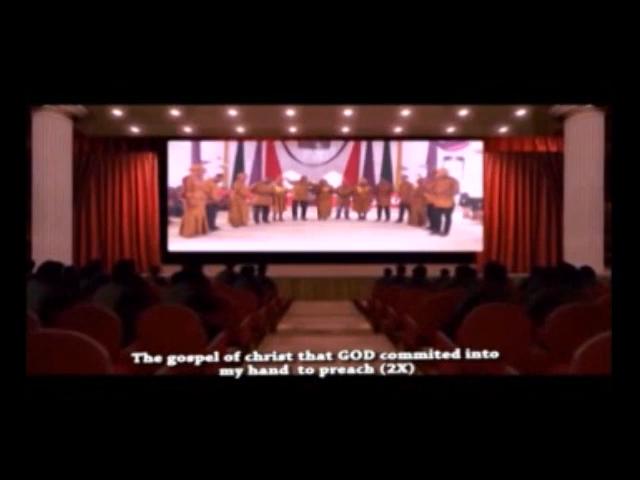 The gospel of christ that GOD commited into
my hand to preach (2X)